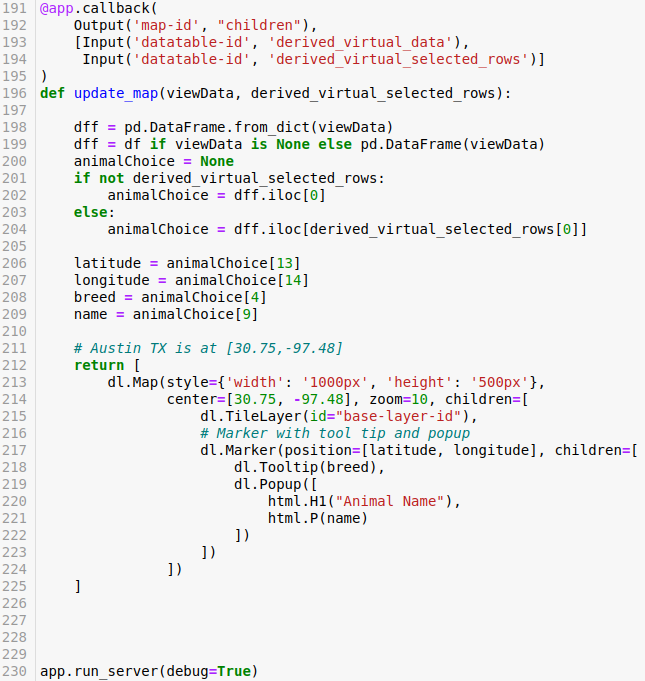 191 @app.callback(
192     Output('map-id', "children"),
193     [Input('datatable-id', 'derived_virtual_data'),
194      Input('datatable-id', 'derived_virtual_selected_rows')]
195 )
196 def update_map(viewData, derived_virtual_selected_rows):
197
198     dff = pd.DataFrame.from_dict(viewData)
199     dff = df if viewData is None else pd.DataFrame(viewData)
200     animalChoice = None
201     if not derived_virtual_selected_rows:
202         animalChoice = dff.iloc[0]
203     else:
204         animalChoice = dff.iloc[derived_virtual_selected_rows[0]]
205
206     latitude = animalChoice[13]
207     longitude = animalChoice[14]
208     breed = animalChoice[4]
209     name = animalChoice[9]
210
211     # Austin TX is at [30.75,-97.48]
212     return [
213         dl.Map(style={'width': '1000px', 'height': '500px'},
214                center=[30.75, -97.48], zoom=10, children=[
215                    dl.TileLayer(id="base-layer-id"),
216                    # Marker with tool tip and popup
217                    dl.Marker(position=[latitude, longitude], children=[
218                        dl.Tooltip(breed),
219                        dl.Popup([
220                            html.H1("Animal Name"),
221                            html.P(name)
222                        ])
223                    ])
224                ])
225     ]
226
227
228
229
230 app.run_server(debug=True)